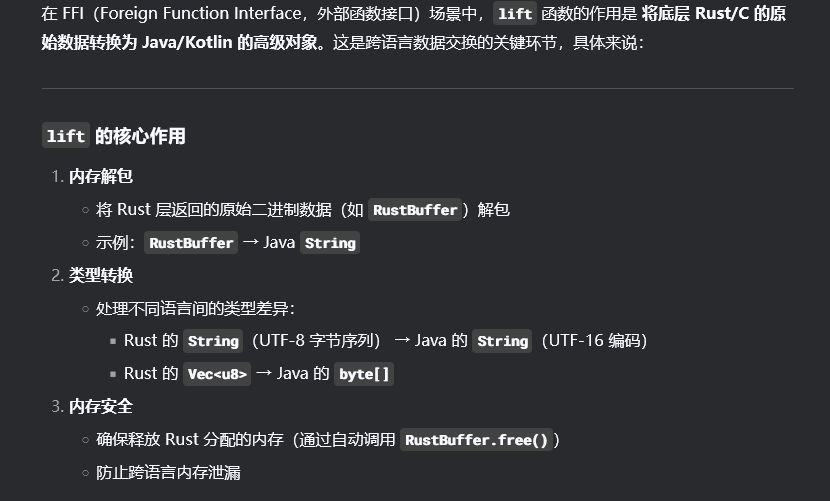 在 FFI（Foreign Function Interface，外部函数接口）场景中，lift 函数的作用是 将底层 Rust/C 的原
始数据转换为 Java/Kotlin 的高级对象。这是跨语言数据交换的关键环节，具体来说：
lift 的核心作用
1. 内存解包
将 Rust 层返回的原始二进制数据（如 RustBuffer）解包
示例：RustBuffer → Java String
2. 类型转换
处理不同语言间的类型差异：
Rust 的 String（UTF-8 字节序列） → Java 的 String（UTF-16 编码）
Rust 的 Vec<u8> → Java 的 byte[]
3. 内存安全
确保释放 Rust 分配的内存（通过自动调用 RustBuffer.free()）
防止跨语言内存泄漏